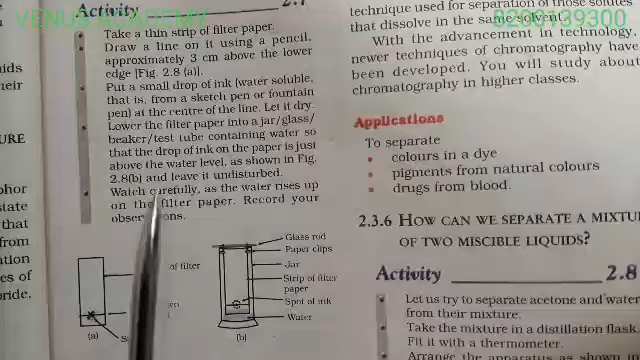 VENUS ACADEMY
8200139300
Activity
Take a thin strip of filter paper.
Draw a line on it using a pencil,
approximately 3 cm above the lower
edge [Fig. 2.8 (a)].
Put a small drop of ink (water soluble,
that is, from a sketch pen or fountain
pen) at the centre of the line. Let it dry.
Lower the filter paper into a jar/glass/
beaker/test tube containing water so
that the drop of ink on the paper is just
above the water level, as shown in Fig.
2.8(b) and leave it undisturbed.
Watch carefully, as the water rises up
on the filter paper. Record your
of filter
(a)
Glass rod
Paper clips
Jar
Strip of filter
paper
Spot of ink
Water
(b)
technique used for separation of those solutes
that dissolve in the same solvent.
With the advancement in technology,
newer techniques of chromatography have
been developed. You will study about
chromatography in higher classes.
Applications
To separate
• colours in a dye
• pigments from natural colours
• drugs from blood.
2.3.6 HOW CAN WE SEPARATE A MIXTU
OF TWO MISCIBLE LIQUIDS?
Activity 2.8
Let us try to separate acetone and water
from their mixture.
Take the mixture in a distillation flask
Fit it with a thermometer.
Arrange the apparatus as shown in